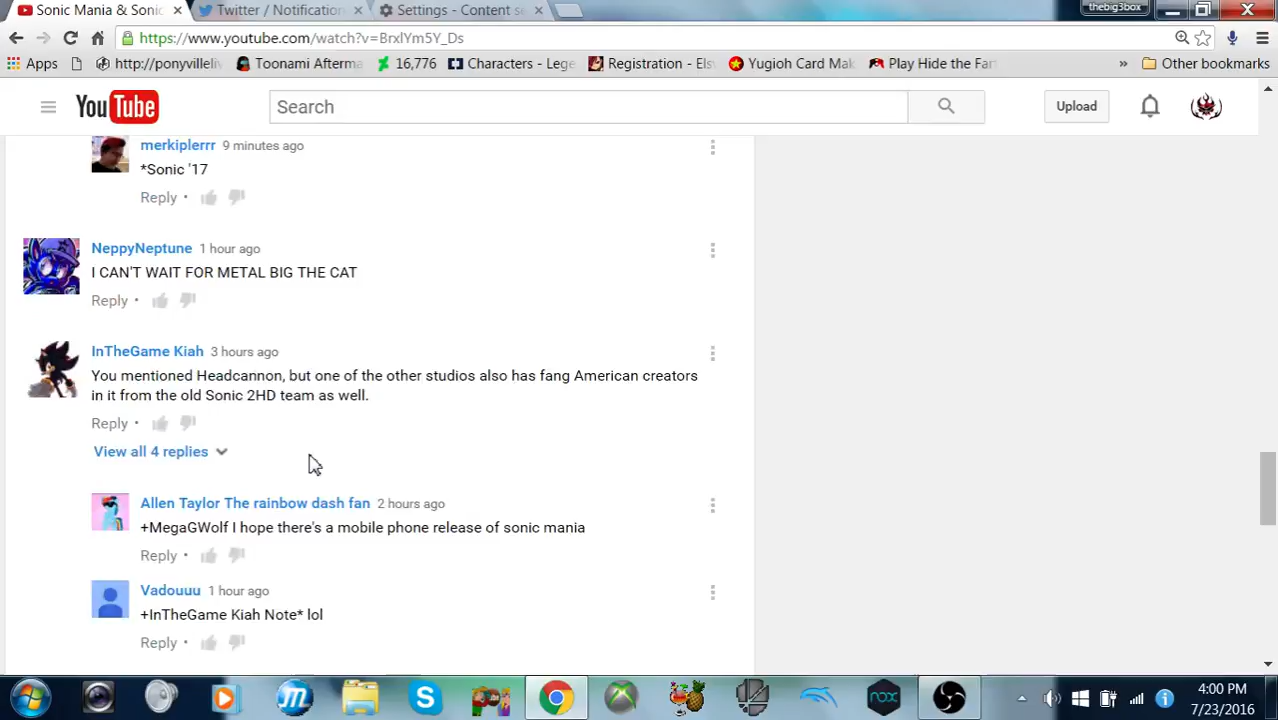 Sonic Mania & Sonic
Twitter / Notification
Settings - Content se
thebig3box
https://www.youtube.com/watch?v=BrxlYm5Y_Ds
Apps
http://ponyvilleliv
Toonami Afterma
16,776
Characters - Lege
Registration - Els
Yugioh Card Mak
Play Hide the Fan
»
Other bookmarks
YouTube
Search
Upload
merkiplerrr 9 minutes ago
*Sonic '17
Reply •
NeppyNeptune 1 hour ago
I CAN'T WAIT FOR METAL BIG THE CAT
Reply •
InTheGame Kiah 3 hours ago
You mentioned Headcannon, but one of the other studios also has fang American creators
in it from the old Sonic 2HD team as well.
Reply •
View all 4 replies
Allen Taylor The rainbow dash fan 2 hours ago
+MegaGWolf I hope there's a mobile phone release of sonic mania
Reply •
Vadouuu 1 hour ago
+InTheGame Kiah Note* lol
Reply •
nox
4:00 PM
7/23/2016